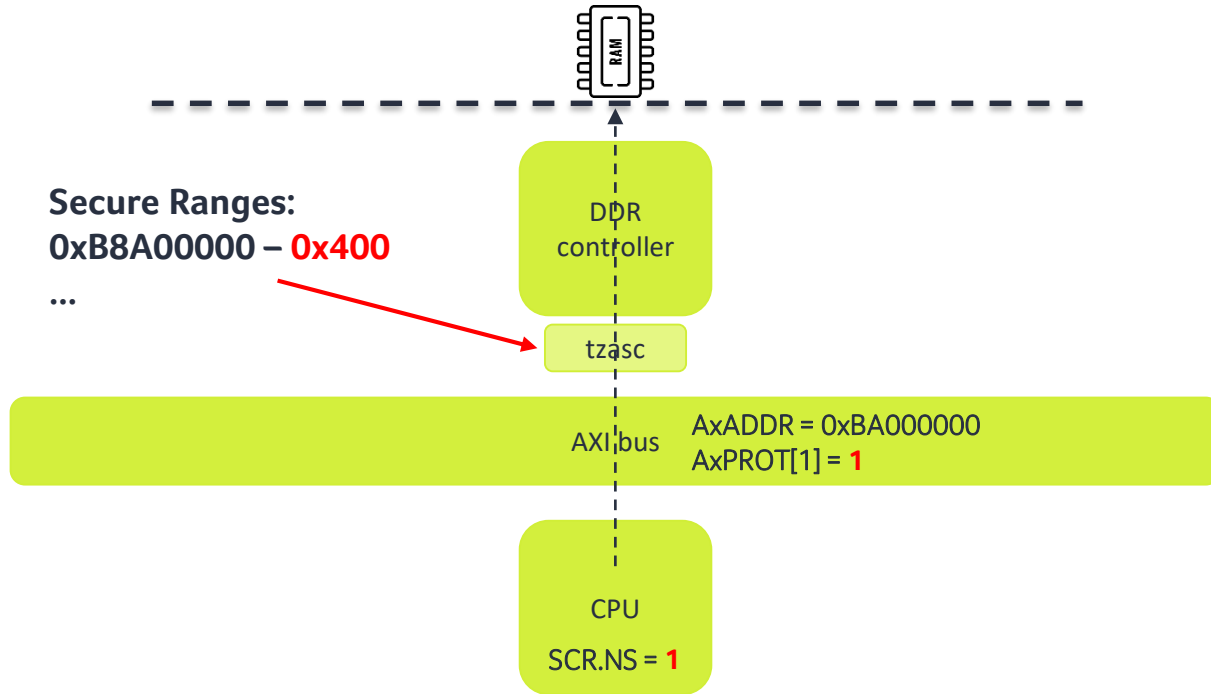 RAM
Secure Ranges:
0xB8A00000 – 0x400
...
DDR
controller
tzasc
AXI bus
AxADDR = 0xBA000000
AxPROT[1] = 1
CPU
SCR.NS = 1